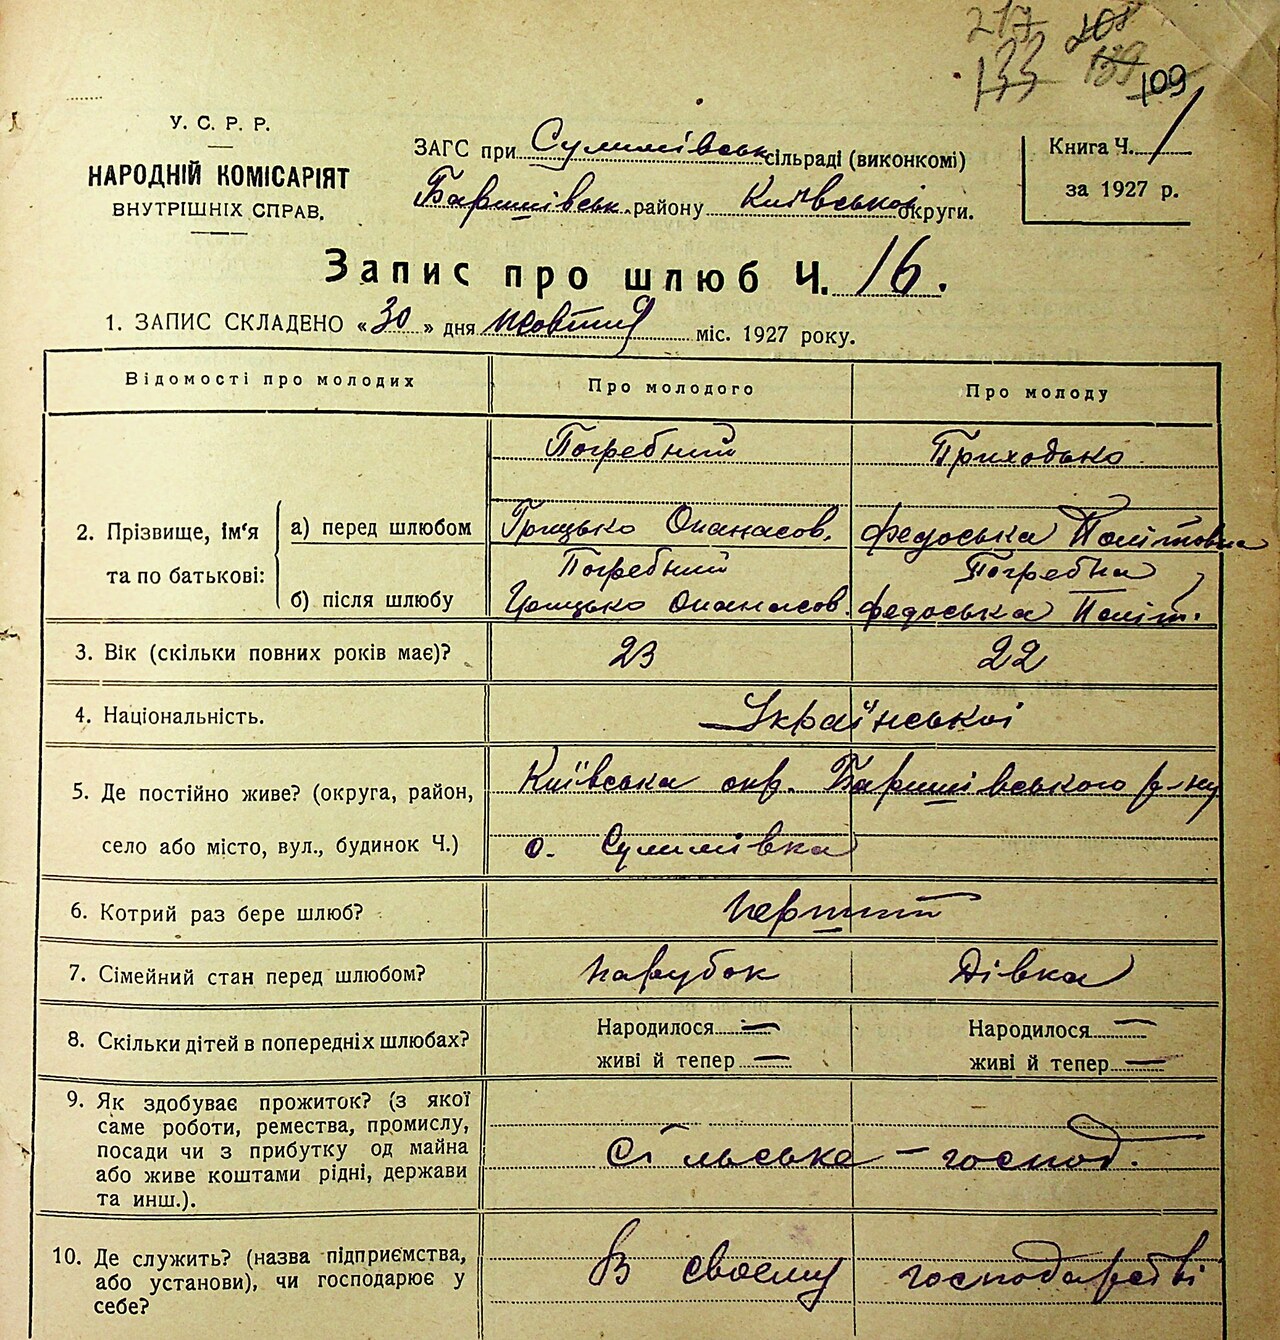 217 208
133 139 109
У. С. Р. Р.
НАРОДНІЙ КОМІСАРІЯТ
ВНУТРІШНІХ СПРАВ.
ЗАГС при Сулимівськ сільраді (виконкомі)
Баришівськ. району Київської округи.
Книга Ч. 1
за 1927 р.
Запис про шлюб Ч. 16.
1. ЗАПИС СКЛАДЕНО «30» дня жовтня міс. 1927 року.
Відомості про молодих Про молодого Про молоду
Погребний Приходько
2. Прізвище, ім‘я та по батькові:
а) перед шлюбом Грицько Опанасов. Федоська Політовна
Погребний Погребна
б) після шлюбу Грицько Опанасов. Федоська Політ.
3. Вік (скільки повних років має)? 23 22
4. Національність. Української
5. Де постійно живе? (округа, район, Київська окр. Баришівського р-ну
село або місто, вул., будинок Ч.) с. Сулимівка
6. Котрий раз бере шлюб? перший
7. Сімейний стан перед шлюбом? парубок Дівка
8. Скільки дітей в попередніх шлюбах? Народилося — Народилося —
живі й тепер — живі й тепер —
9. Як здобуває прожиток? (з якої
саме роботи, ремества, промислу,
посади чи з прибутку од майна
або живе коштами рідні, держави
та инш.).
сільське – господ.
10. Де служить? (назва підприємства,
або установи), чи господарює у
себе?
В своєму господарстві